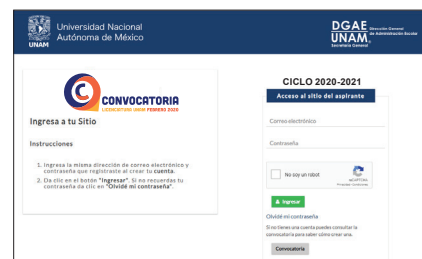 Universidad Nacional
Autónoma de México
UNAM
DGAE
UNAM
Dirección General
de Administración Escolar
Secretaría General
CONVOCATORIA
LICENCIATURA UNAM FEBRERO 2020
Ingresa a tu Sitio
Instrucciones
1. Ingresa la misma dirección de correo electrónico y
contraseña que registraste al crear tu cuenta.
2. Da clic en el botón "Ingresar". Si no recuerdas tu
contraseña da clic en "Olvidé mi contraseña".
CICLO 2020-2021
Acceso al sitio del aspirante
Correo electrónico
Contraseña
No soy un robot
reCAPTCHA
Ingresar
Olvidé mi contraseña
Si no tienes una cuenta puedes consultar la
convocatoria para saber cómo crear una.
Convocatoria